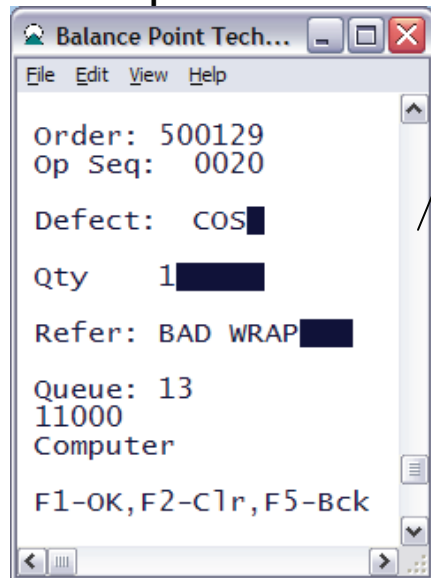 Balance Point Tech...
File Edit View Help
Order: 500129
Op Seq: 0020
Defect: COS
Qty 1
Refer: BAD WRAP
Queue: 13
11000
Computer
F1-OK,F2-Clr,F5-Bck